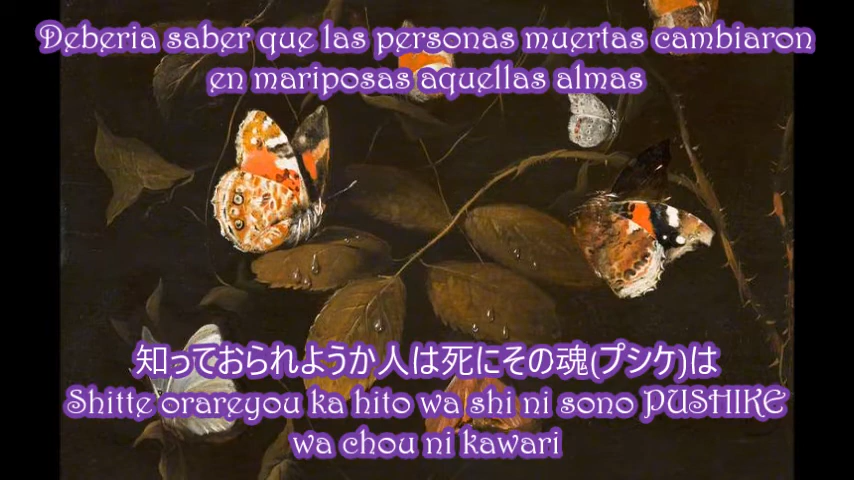 Deberia saber que las personas muertas cambiaron
en mariposas aquellas almas
知っておられようか人は死にその魂(プシケ)は
Shitte orareyou ka hito wa shi ni sono PUSHIKE
wa chou ni kawari